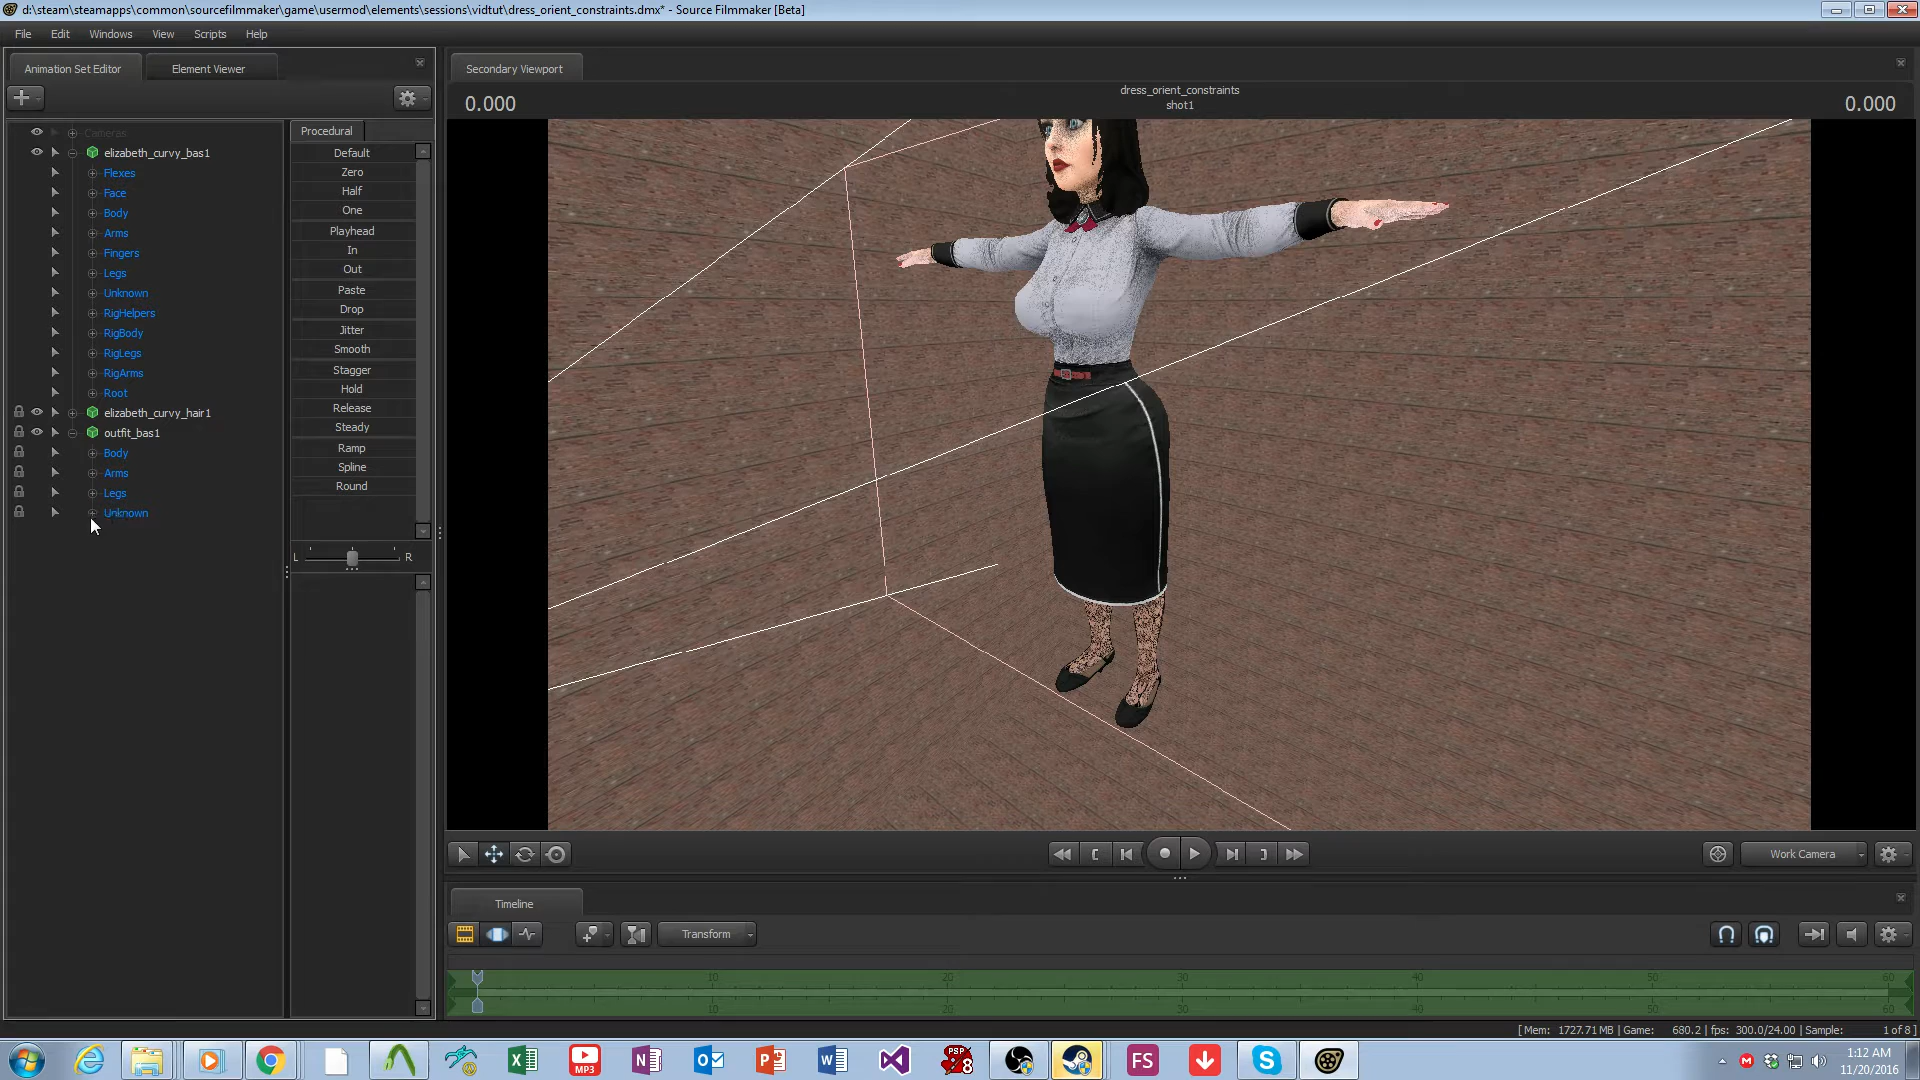 d:\steam\steamapps\common\sourcefilmmaker\game\usermod\elements\sessions\vidtut\dress_orient_constraints.dmx* - Source Filmmaker [Beta]
File Edit Windows View Scripts Help
Animation Set Editor Element Viewer
Cameras
elizabeth_curvy_bas1
Flexes
Face
Body
Arms
Fingers
Legs
Unknown
RigHelpers
RigBody
RigLegs
RigArms
Root
elizabeth_curvy_hair1
outfit_bas1
Body
Arms
Legs
Unknown
Procedural
Default
Zero
Half
One
Playhead
In
Out
Paste
Drop
Jitter
Smooth
Stagger
Hold
Release
Steady
Ramp
Spline
Round
L R
Secondary Viewport
0.000
dress_orient_constraints
shot1
0.000
Work Camera
Timeline
Transform
10 20 30 40 50 60
10 20 30 40 50 60
[ Mem: 1727.71 MB | Game: 680.2 | fps: 300.0/24.00 | Sample: 1 of 8 ]
MP3
PSP
8
FS
1:12 AM
11/20/2016